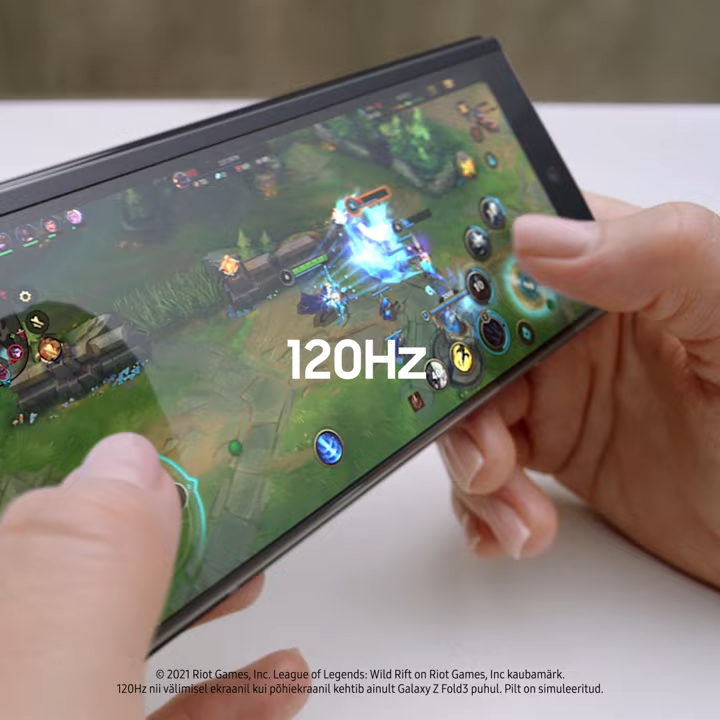 120Hz
© 2021 Riot Games, Inc. League of Legends: Wild Rift on Riot Games, Inc kaubamärk.
120Hz nii välimisel ekraanil kui põhiekraanil kehtib ainult Galaxy Z Fold3 puhul. Pilt on simuleeritud.